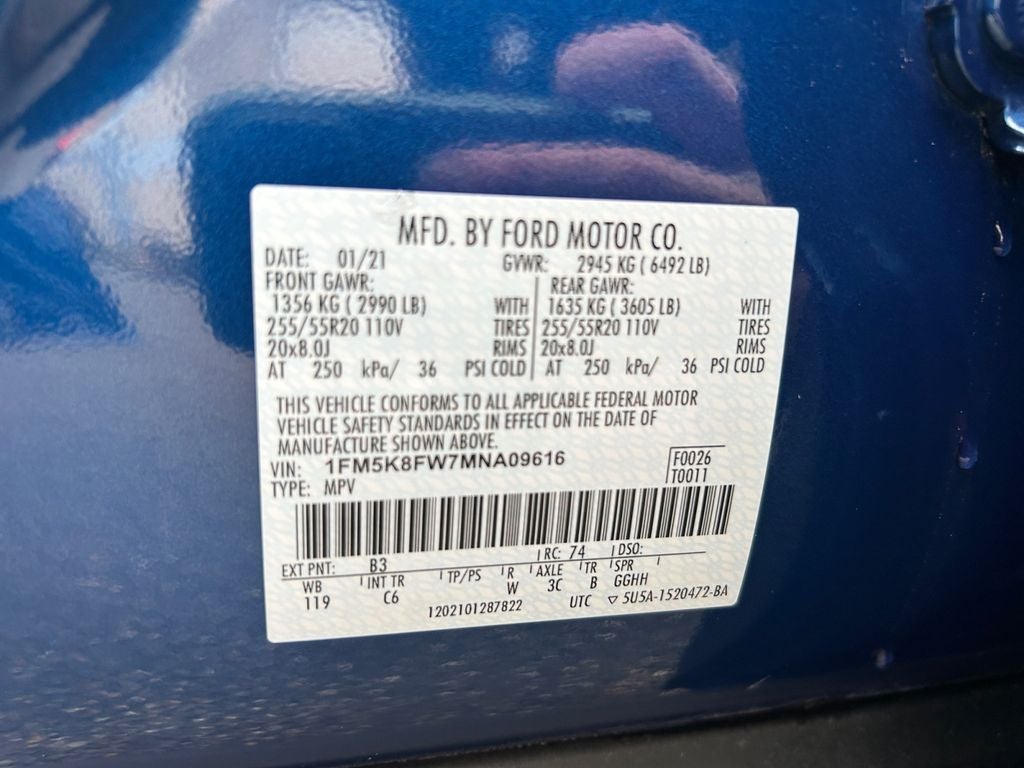 MFD. BY FORD MOTOR CO.
DATE: 01/21 GVWR: 2945 KG ( 6492 LB)
FRONT GAWR: REAR GAWR:
1356 KG ( 2990 LB) WITH 1635 KG ( 3605 LB) WITH
255/55R20 110V TIRES 255/55R20 110V TIRES
20x8.0J RIMS 20x8.0J RIMS
AT 250 kPa/ 36 PSI COLD AT 250 kPa/ 36 PSI COLD
THIS VEHICLE CONFORMS TO ALL APPLICABLE FEDERAL MOTOR
VEHICLE SAFETY STANDARDS IN EFFECT ON THE DATE OF
MANUFACTURE SHOWN ABOVE.
VIN: 1FM5K8FW7MNA09616 F0026
TYPE: MPV T0011
EXT PNT: B3 RC: 74 DSO:
WB INT TR TP/PS R AXLE TR SPR
119 C6 W 3C B GGHH
1202101287822 UTC ▽ 5U5A-1520472-BA